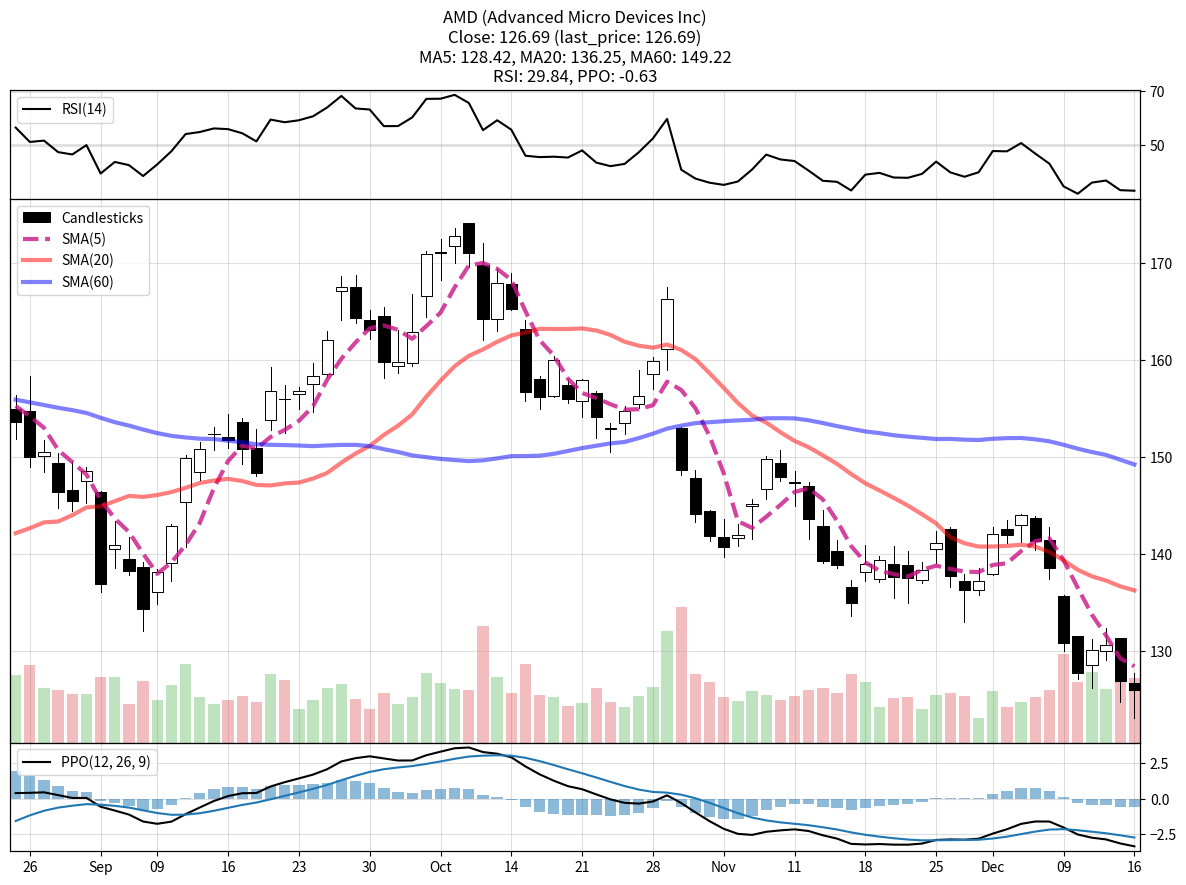 AMD (Advanced Micro Devices Inc)
Close: 126.69 (last_price: 126.69)
MA5: 128.42, MA20: 136.25, MA60: 149.22
RSI: 29.84, PPO: -0.63
RSI(14)
70
50
Candlesticks
SMA(5)
SMA(20)
SMA(60)
170
160
150
140
130
PPO(12, 26, 9)
2.5
0.0
−2.5
26 Sep 09 16 23 30 Oct 14 21 28 Nov 11 18 25 Dec 09 16